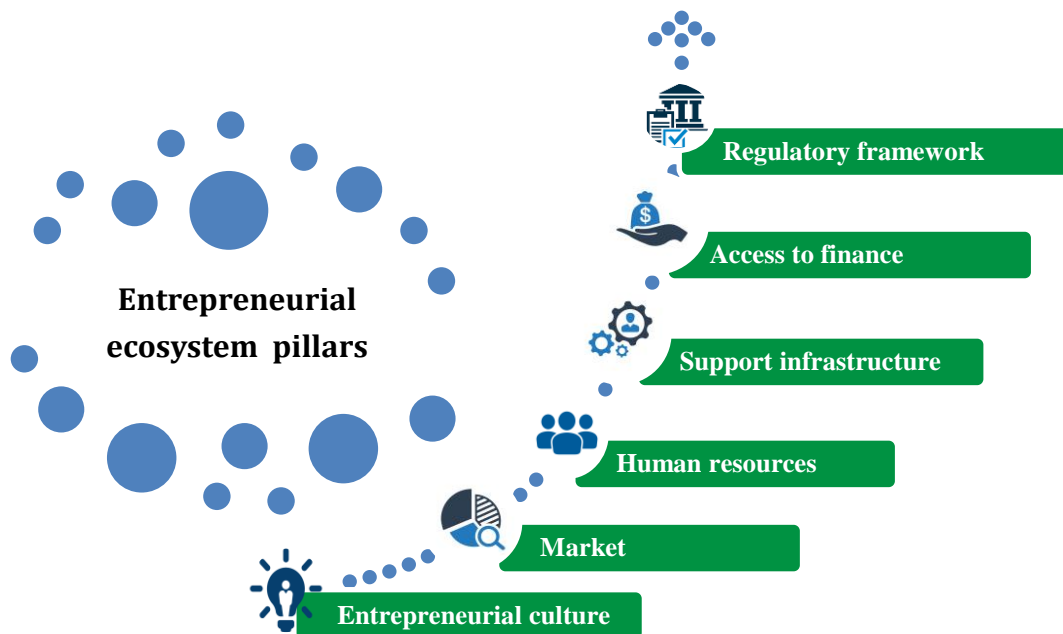 Regulatory framework
Access to finance
Entrepreneurial
ecosystem pillars
Support infrastructure
Human resources
Market
Entrepreneurial culture
$